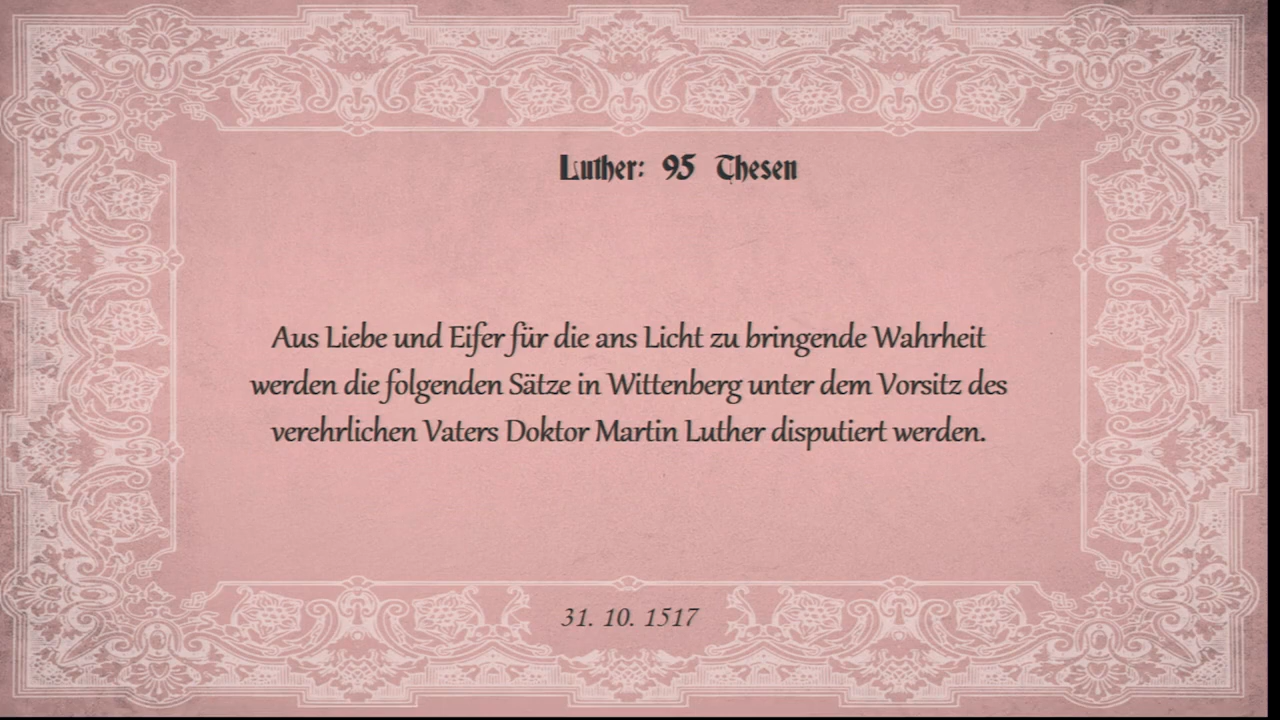 Luther: 95 Thesen
Aus Liebe und Eifer für die ans Licht zu bringende Wahrheit
werden die folgenden Sätze in Wittenberg unter dem Vorsitz des
verehrlichen Vaters Doktor Martin Luther disputiert werden.
31. 10. 1517